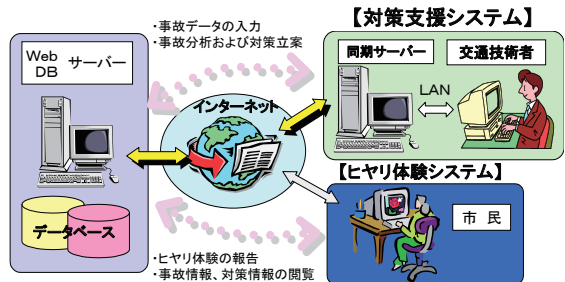 ・事故データの入力
・事故分析および対策立案
【対策支援システム】
Web
DB サーバー
同期サーバー
交通技術者
LAN
インターネット
【ヒヤリ体験システム】
市 民
データベース
・ヒヤリ体験の報告
・事故情報、対策情報の閲覧